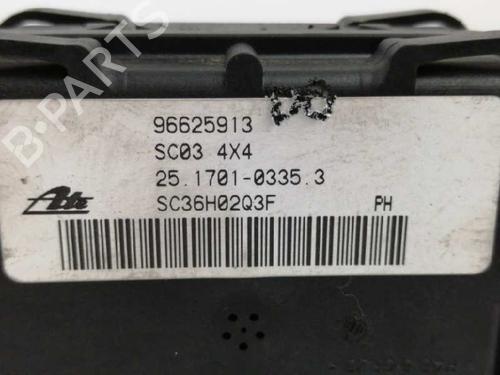 B-PARTS
96625913
SC03 4X4
25.1701-0335.3
Ate
SC36H02Q3F PH